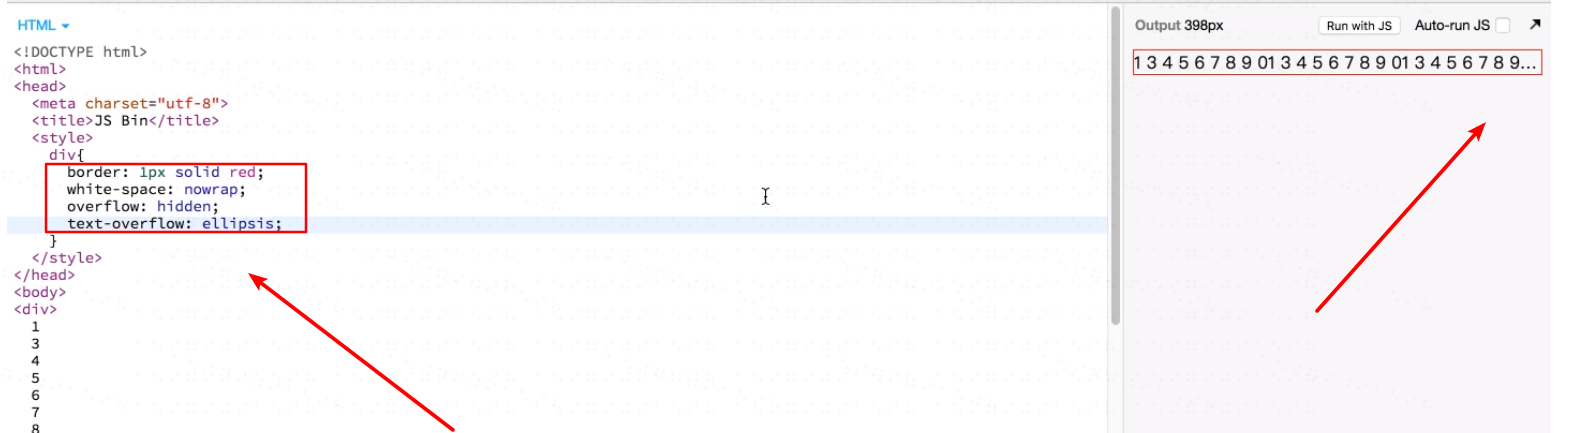 HTML
<!DOCTYPE html>
<html>
<head>
<meta charset="utf-8">
<title>JS Bin</title>
<style>
div{
border: 1px solid red;
white-space: nowrap;
overflow: hidden;
text-overflow: ellipsis;
}
</style>
</head>
<body>
<div>
1
3
4
5
6
7
8
Output 398px Run with JS Auto-run JS
1 3 4 5 6 7 8 9 01 3 4 5 6 7 8 9 01 3 4 5 6 7 8 9...